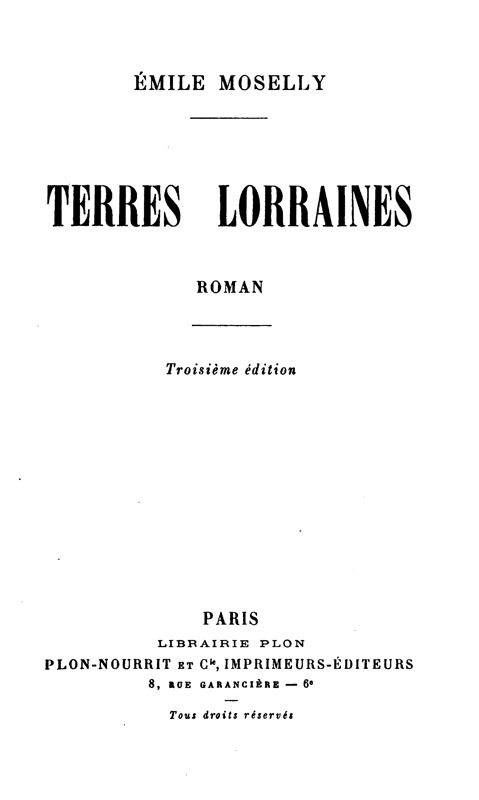 ÉMILE MOSELLY
TERRES LORRAINES
ROMAN
Troisième édition
PARIS
LIBRAIRIE PLON
PLON-NOURRIT ET Cie, IMPRIMEURS-ÉDITEURS
8, RUE GARANCIÈRE — 6e
Tous droits réservés